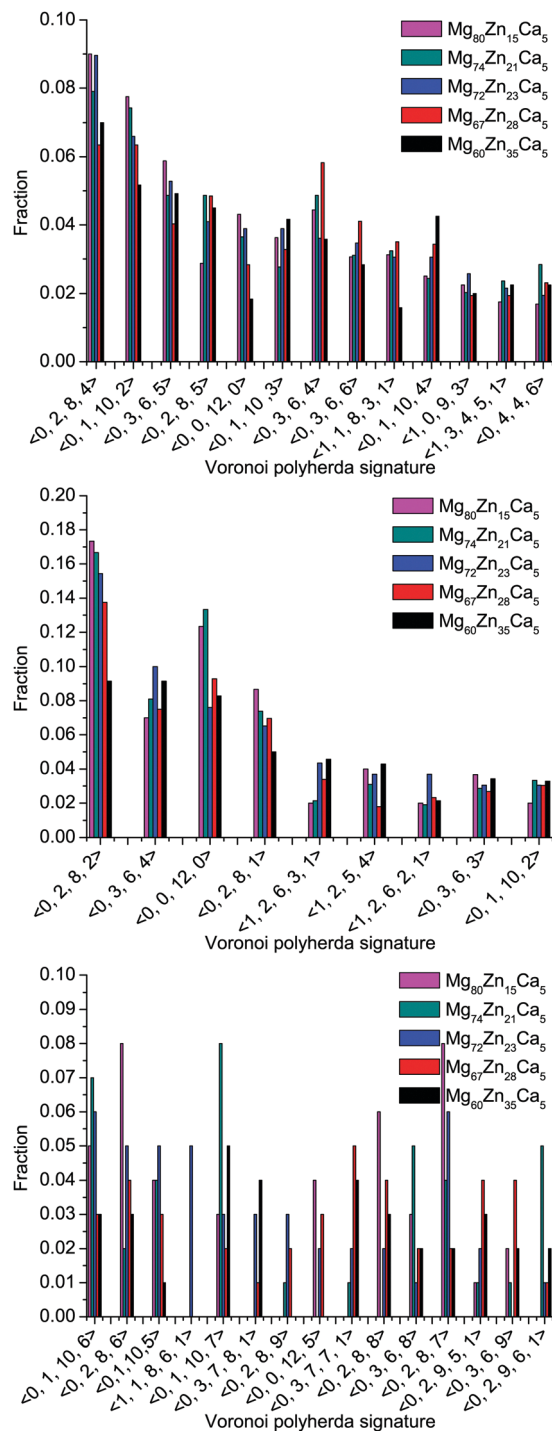 0.10
0.08
0.06
0.04
0.02
0.00
Fraction
Mg80Zn15Ca5
Mg74Zn21Ca5
Mg72Zn23Ca5
Mg67Zn28Ca5
Mg60Zn35Ca5
<0, 2, 8, 4>
<0, 1, 10, 2>
<0, 3, 6, 5>
<0, 2, 8, 5>
<0, 0, 12, 0>
<0, 1, 10, 3>
<0, 3, 6, 4>
<0, 3, 6, 6>
<1, 1, 8, 3, 1>
<0, 1, 10, 4>
<1, 0, 9, 3>
<1, 3, 4, 5, 1>
<0, 4, 4, 6>
Voronoi polyherda signature
0.20
0.18
0.16
0.14
0.12
0.10
0.08
0.06
0.04
0.02
0.00
Fraction
Mg80Zn15Ca5
Mg74Zn21Ca5
Mg72Zn23Ca5
Mg67Zn28Ca5
Mg60Zn35Ca5
<0, 2, 8, 2>
<0, 3, 6, 4>
<0, 0, 12, 0>
<0, 2, 8, 1>
<1, 2, 6, 3, 1>
<1, 2, 5, 4>
<1, 2, 6, 2, 1>
<0, 3, 6, 3>
<0, 1, 10, 2>
Voronoi polyherda signature
0.10
0.09
0.08
0.07
0.06
0.05
0.04
0.03
0.02
0.01
0.00
Fraction
Mg80Zn15Ca5
Mg74Zn21Ca5
Mg72Zn23Ca5
Mg67Zn28Ca5
Mg60Zn35Ca5
<0, 1, 10, 6>
<0, 2, 8, 6>
<0,1, 10,5>
<1, 1, 8, 6, 1>
<0, 1, 10, 7>
<0, 3, 7, 8, 1>
<0, 2, 8, 9>
<0, 0, 12, 5>
<0, 3, 7, 7, 1>
<0, 2, 8, 8>
<0, 3, 6, 8>
<0, 2, 8, 7>
<0, 2, 9, 5, 1>
<0, 3, 6, 9>
<0, 2, 9, 6, 1>
Voronoi polyherda signature